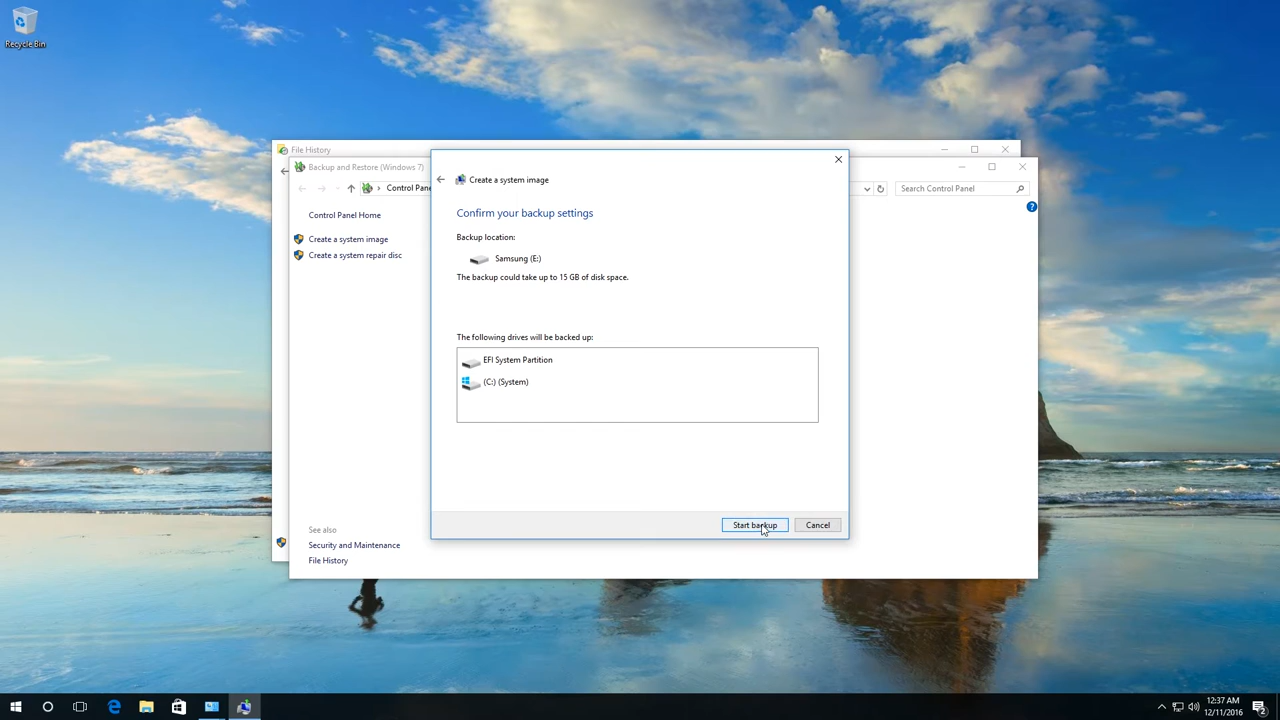 Recycle Bin
File History
Backup and Restore (Windows 7)
Control Pane
Search Control Panel
Control Panel Home
Create a system image
Create a system repair disc
See also
Security and Maintenance
File History
Create a system image
Confirm your backup settings
Backup location:
Samsung (E:)
The backup could take up to 15 GB of disk space.
The following drives will be backed up:
EFI System Partition
(C:) (System)
Start backup
Cancel
12:37 AM
12/11/2016
2